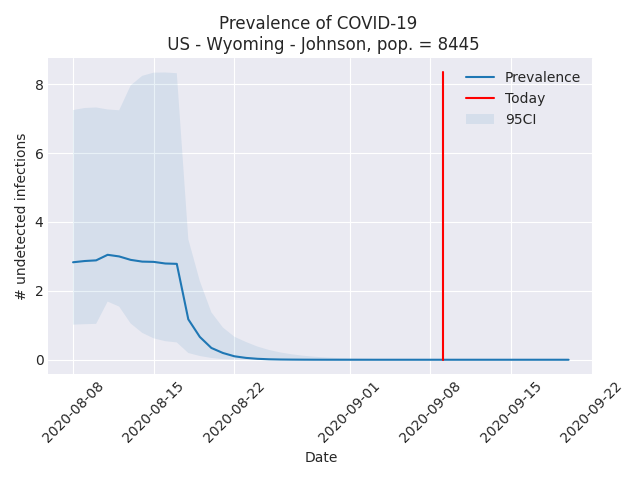 Prevalence of COVID-19
US - Wyoming - Johnson, pop. = 8445
Prevalence
Today
95CI
8
6
4
2
0
# undetected infections
2020-08-08
2020-08-15
2020-08-22
2020-09-01
2020-09-08
2020-09-15
2020-09-22
Date